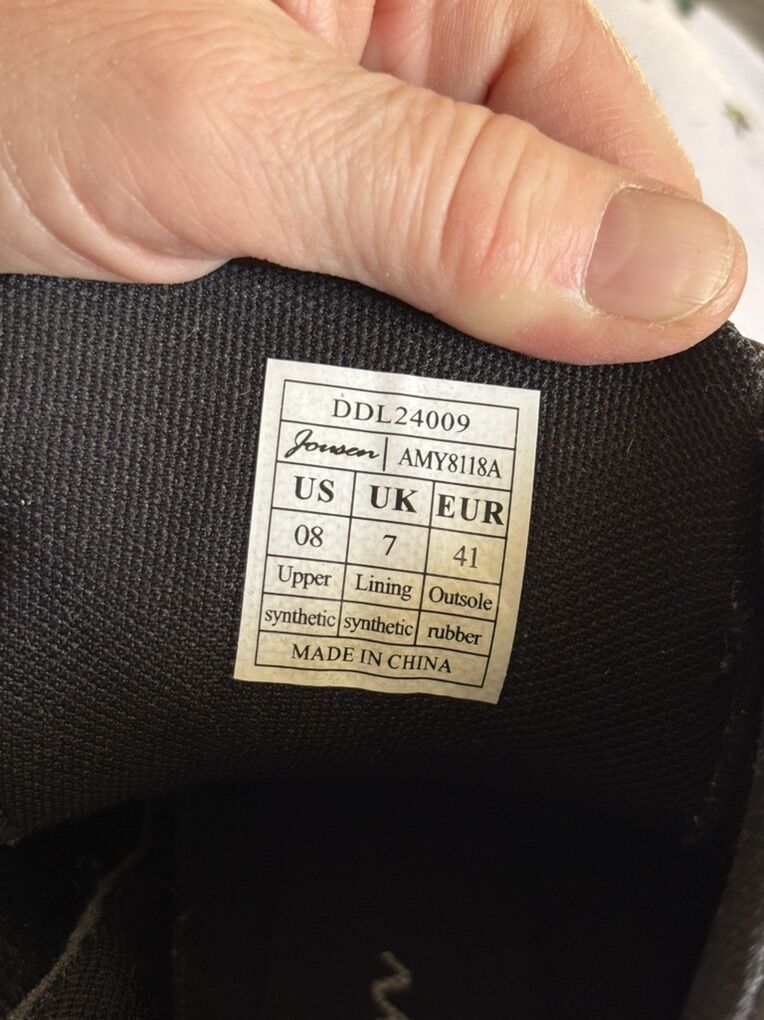 DDL24009
Jousen AMY8118A
US UK EUR
08 7 41
Upper Lining Outsole
synthetic synthetic rubber
MADE IN CHINA